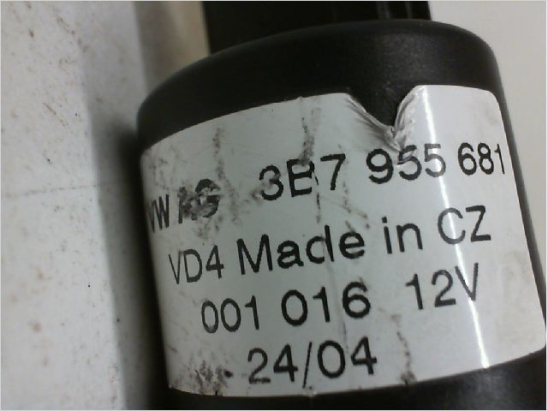 VW AG 3B7 955 681
VD4 Made in CZ
001 016 12V
24/04